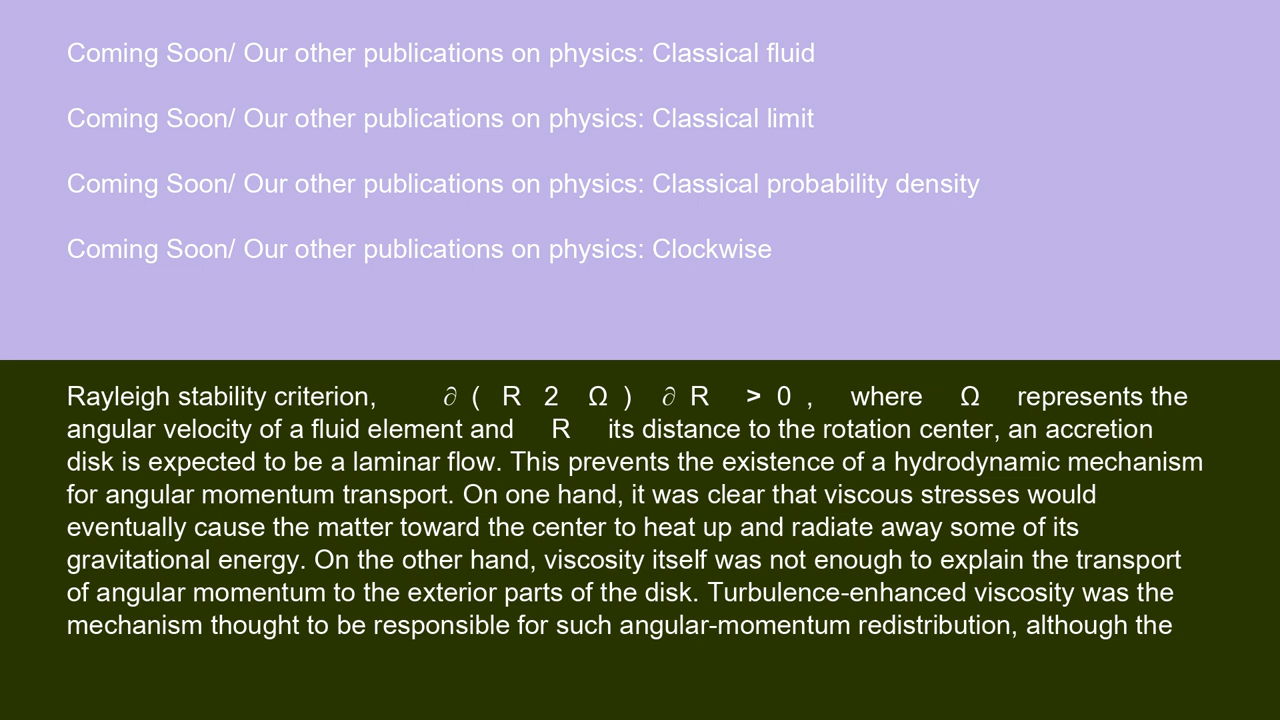 Coming Soon/ Our other publications on physics: Classical fluid
Coming Soon/ Our other publications on physics: Classical limit
Coming Soon/ Our other publications on physics: Classical probability density
Coming Soon/ Our other publications on physics: Clockwise
Rayleigh stability criterion, ∂ ( R 2 Ω ) ∂ R > 0 , where Ω represents the
angular velocity of a fluid element and R its distance to the rotation center, an accretion
disk is expected to be a laminar flow. This prevents the existence of a hydrodynamic mechanism
for angular momentum transport. On one hand, it was clear that viscous stresses would
eventually cause the matter toward the center to heat up and radiate away some of its
gravitational energy. On the other hand, viscosity itself was not enough to explain the transport
of angular momentum to the exterior parts of the disk. Turbulence-enhanced viscosity was the
mechanism thought to be responsible for such angular-momentum redistribution, although the